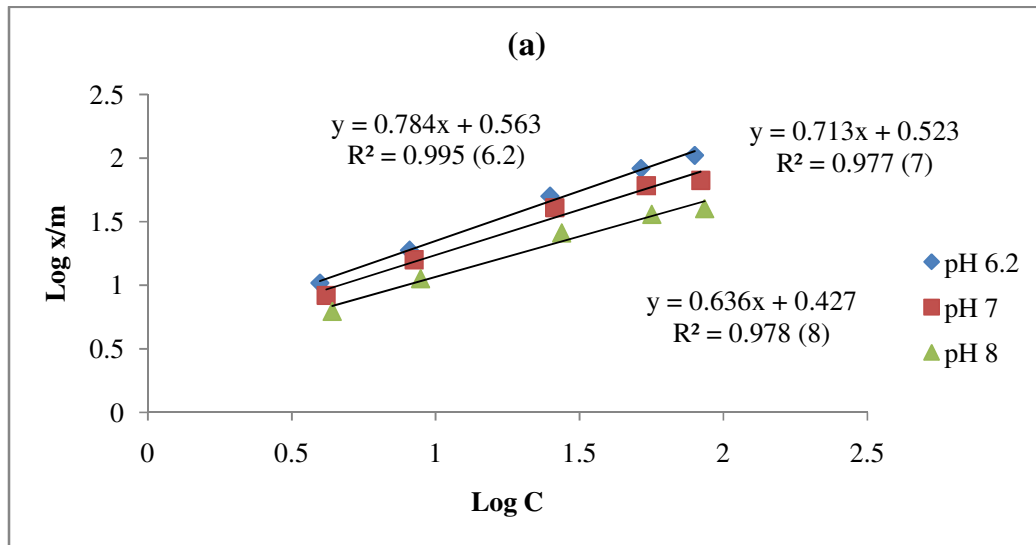 (a)
2.5
2
1.5
1
0.5
0
Log x/m
y = 0.784x + 0.563
R² = 0.995 (6.2)
y = 0.713x + 0.523
R² = 0.977 (7)
y = 0.636x + 0.427
R² = 0.978 (8)
pH 6.2
pH 7
pH 8
0 0.5 1 1.5 2 2.5
Log C